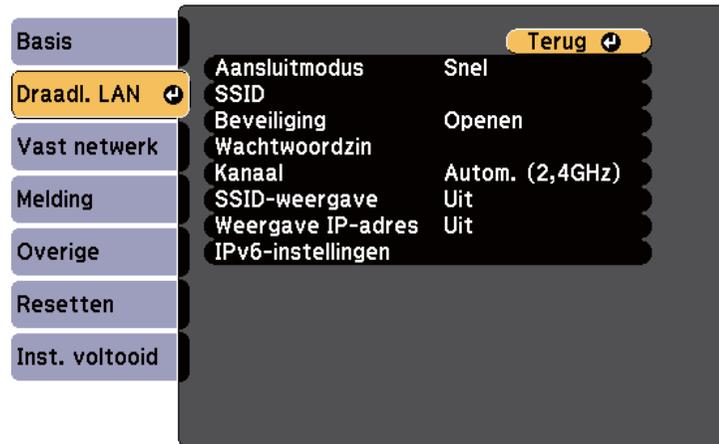 Basis
Draadl. LAN
Vast netwerk
Melding
Overige
Resetten
Inst. voltooid
Terug
Aansluitmodus Snel
SSID
Beveiliging Openen
Wachtwoordzin
Kanaal Autom. (2,4GHz)
SSID-weergave Uit
Weergave IP-adres Uit
IPv6-instellingen